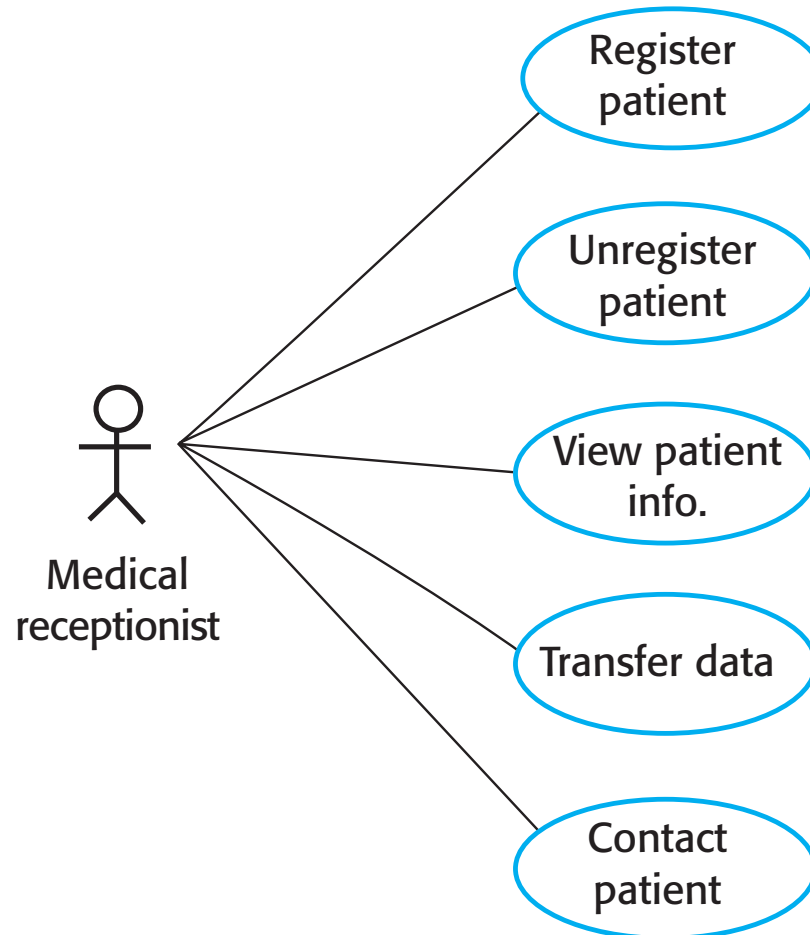 Register
patient
Unregister
patient
View patient
info.
Medical
receptionist
Transfer data
Contact
patient